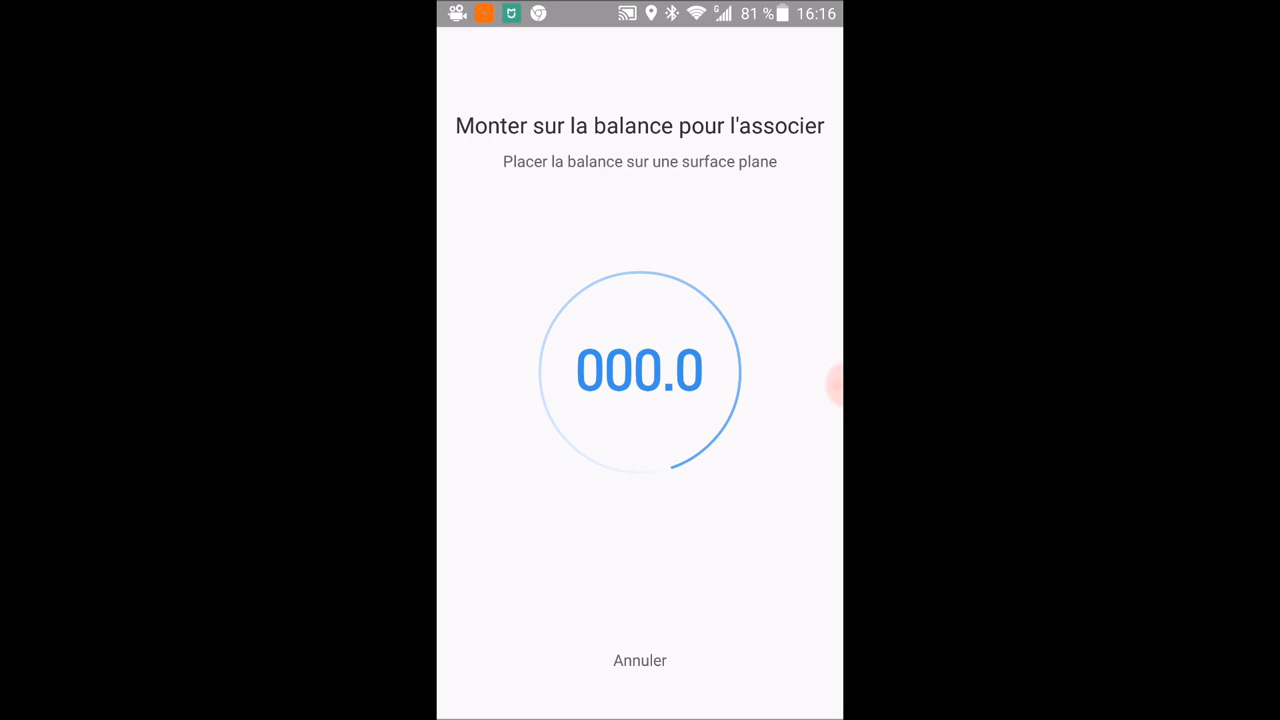 81 % 16:16
Monter sur la balance pour l'associer
Placer la balance sur une surface plane
000.0
Annuler